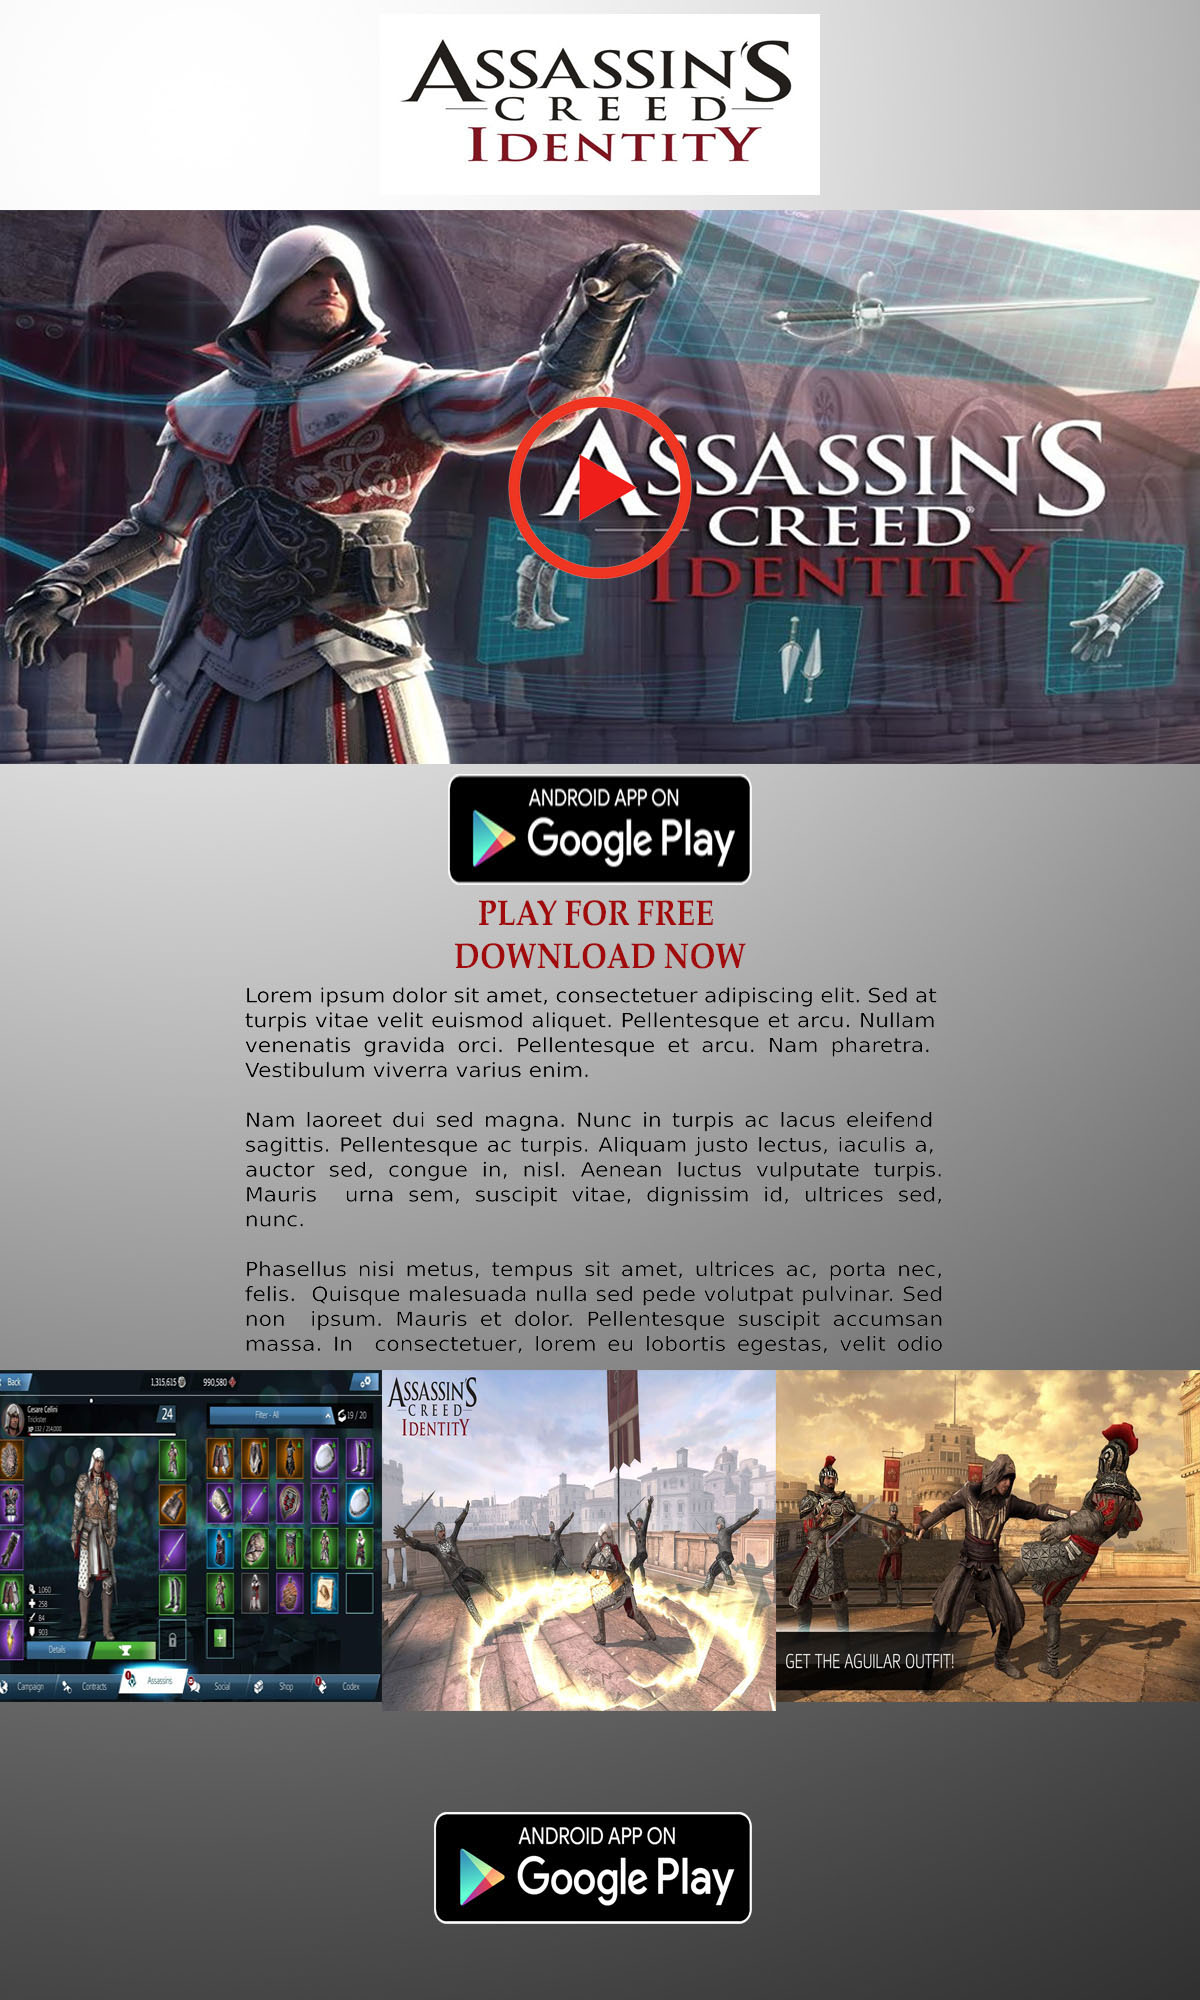 ASSASSIN'S
CREED
IDENTITY
ASSASSIN'S
CREED®
IDENTITY
ANDROID APP ON
Google Play
PLAY FOR FREE
DOWNLOAD NOW
Lorem ipsum dolor sit amet, consectetuer adipiscing elit. Sed at
turpis vitae velit euismod aliquet. Pellentesque et arcu. Nullam
venenatis gravida orci. Pellentesque et arcu. Nam pharetra.
Vestibulum viverra varius enim.
Nam laoreet dui sed magna. Nunc in turpis ac lacus eleifend
sagittis. Pellentesque ac turpis. Aliquam justo lectus, iaculis a,
auctor sed, congue in, nisl. Aenean luctus vulputate turpis.
Mauris urna sem, suscipit vitae, dignissim id, ultrices sed,
nunc.
Phasellus nisi metus, tempus sit amet, ultrices ac, porta nec,
felis. Quisque malesuada nulla sed pede volutpat pulvinar. Sed
non ipsum. Mauris et dolor. Pellentesque suscipit accumsan
massa. In consectetuer, lorem eu lobortis egestas, velit odio
Back 1,315,615 990,580
Cesare Cellini
Trickster
24
XP 132 / 214,000
Filter - All
19 / 20
1,060
258
84
903
Details
Campaign Contracts Assassins Social Shop Codex
ASSASSIN'S
CREED
IDENTITY
GET THE AGUILAR OUTFIT!
ANDROID APP ON
Google Play